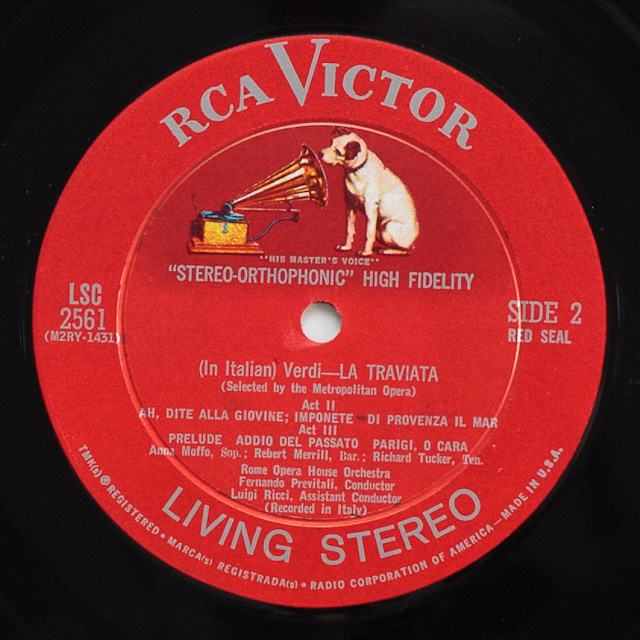 RCA VICTOR
"HIS MASTER'S VOICE"
"STEREO-ORTHOPHONIC" HIGH FIDELITY
LSC
2561
(M2RY-1431)
SIDE 2
RED SEAL
(In Italian) Verdi—LA TRAVIATA
(Selected by the Metropolitan Opera)
Act II
AH, DITE ALLA GIOVINE; IMPONETE DI PROVENZA IL MAR
Act III
PRELUDE ADDIO DEL PASSATO PARIGI, O CARA
Anna Moffo, Sop.; Robert Merrill, Bar.; Richard Tucker, Ten.
Rome Opera House Orchestra
Fernando Previtali, Conductor
Luigi Ricci, Assistant Conductor
(Recorded in Italy)
LIVING STEREO
TMK(s) ® REGISTERED • MARCA(s) REGISTRADA(s) • RADIO CORPORATION OF AMERICA—MADE IN U.S.A.